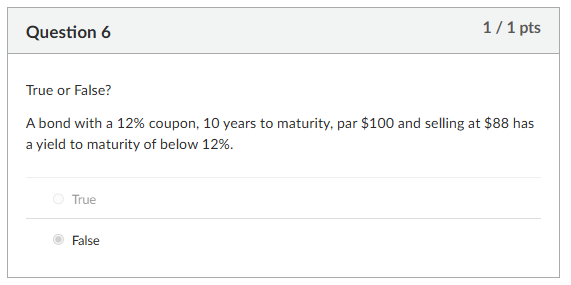 Question 6
1 / 1 pts
True or False?
A bond with a 12% coupon, 10 years to maturity, par $100 and selling at $88 has
a yield to maturity of below 12%.
True
False